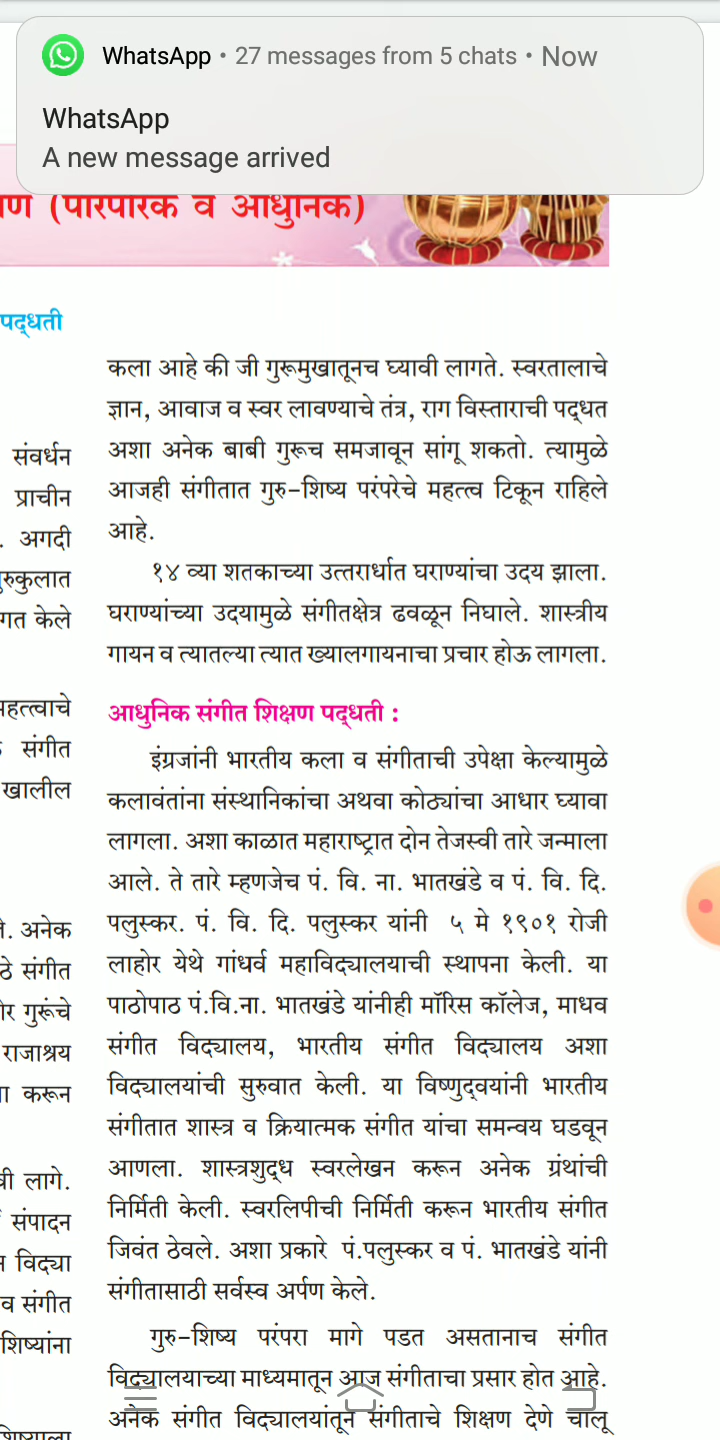 WhatsApp • 27 messages from 5 chats • Now
WhatsApp
A new message arrived
(पारंपरिक व आधुनिक)
पद्धती
संवर्धन
प्राचीन
. अगदी
गुरुकुलात
गत केले
महत्त्वाचे
संगीत
खालील
. अनेक
संगीत
गुरूंचे
राजाश्रय
करून
लागे.
संपादन
विद्या
व संगीत
शिष्यांना
कला आहे की जी गुरूमुखातूनच घ्यावी लागते. स्वरतालाचे
ज्ञान, आवाज व स्वर लावण्याचे तंत्र, राग विस्ताराची पद्धत
अशा अनेक बाबी गुरूच समजावून सांगू शकतो. त्यामुळे
आजही संगीतात गुरु-शिष्य परंपरेचे महत्त्व टिकून राहिले
आहे.
१४ व्या शतकाच्या उत्तरार्धात घराण्यांचा उदय झाला.
घराण्यांच्या उदयामुळे संगीतक्षेत्र ढवळून निघाले. शास्त्रीय
गायन व त्यातल्या त्यात ख्यालगायनाचा प्रचार होऊ लागला.
आधुनिक संगीत शिक्षण पद्धती :
इंग्रजांनी भारतीय कला व संगीताची उपेक्षा केल्यामुळे
कलावंतांना संस्थानिकांचा अथवा कोठ्यांचा आधार घ्यावा
लागला. अशा काळात महाराष्ट्रात दोन तेजस्वी तारे जन्माला
आले. ते तारे म्हणजेच पं. वि. ना. भातखंडे व पं. वि. दि.
पलुस्कर. पं. वि. दि. पलुस्कर यांनी ५ मे १९०१ रोजी
लाहोर येथे गांधर्व महाविद्यालयाची स्थापना केली. या
पाठोपाठ पं.वि.ना. भातखंडे यांनीही मॉरिस कॉलेज, माधव
संगीत विद्यालय, भारतीय संगीत विद्यालय अशा
विद्यालयांची सुरुवात केली. या विष्णुद्वयांनी भारतीय
संगीतात शास्त्र व क्रियात्मक संगीत यांचा समन्वय घडवून
आणला. शास्त्रशुद्ध स्वरलेखन करून अनेक ग्रंथांची
निर्मिती केली. स्वरलिपीची निर्मिती करून भारतीय संगीत
जिवंत ठेवले. अशा प्रकारे पं.पलुस्कर व पं. भातखंडे यांनी
संगीतासाठी सर्वस्व अर्पण केले.
गुरु-शिष्य परंपरा मागे पडत असतानाच संगीत
विद्यालयाच्या माध्यमातून आज संगीताचा प्रसार होत आहे.
अनेक संगीत विद्यालयांतून संगीताचे शिक्षण देणे चालू